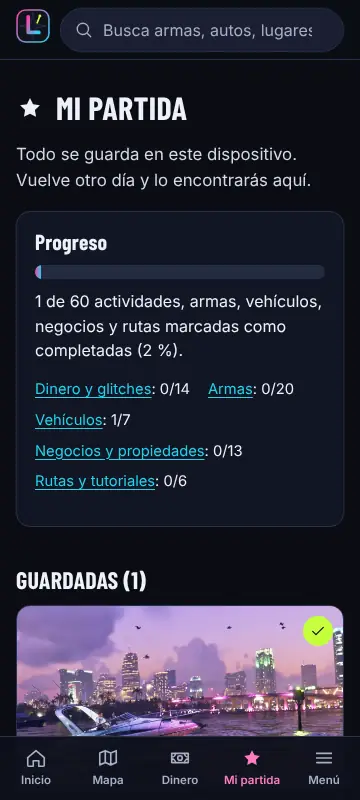 L
Busca armas, autos, lugares
MI PARTIDA
Todo se guarda en este dispositivo.
Vuelve otro día y lo encontrarás aquí.
Progreso
1 de 60 actividades, armas, vehículos,
negocios y rutas marcadas como
completadas (2 %).
Dinero y glitches: 0/14 Armas: 0/20
Vehículos: 1/7
Negocios y propiedades: 0/13
Rutas y tutoriales: 0/6
GUARDADAS (1)
Inicio Mapa Dinero Mi partida Menú